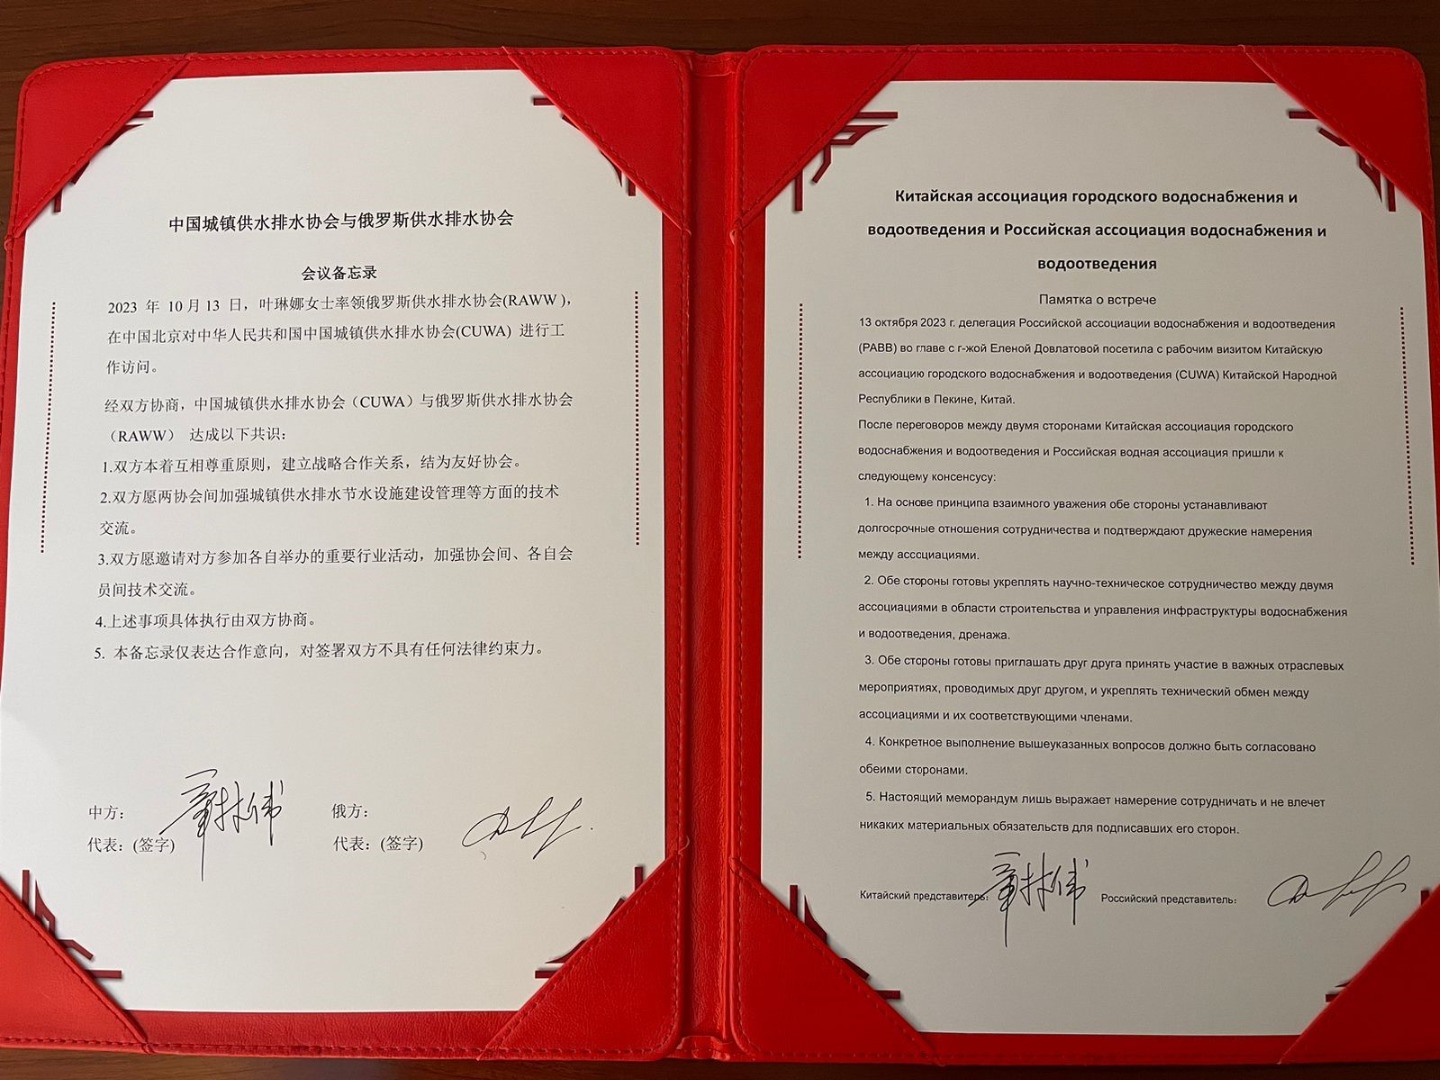 中国城镇供水排水协会与俄罗斯供水排水协会
会议备忘录
2023 年 10 月 13 日，叶琳娜女士率领俄罗斯供水排水协会(RAWW )，
在中国北京对中华人民共和国中国城镇供水排水协会(CUWA) 进行工
作访问。
经双方协商，中国城镇供水排水协会（CUWA）与俄罗斯供水排水协会
（RAWW） 达成以下共识：
1.双方本着互相尊重原则，建立战略合作关系，结为友好协会。
2.双方愿两协会间加强城镇供水排水节水设施建设管理等方面的技术
交流。
3.双方愿邀请对方参加各自举办的重要行业活动，加强协会间、各自会
员间技术交流。
4.上述事项具体执行由双方协商。
5. 本备忘录仅表达合作意向，对签署双方不具有任何法律约束力。
中方： 俄方：
代表：(签字) 章林伟 代表：(签字)
Китайская ассоциация городского водоснабжения и
водоотведения и Российская ассоциация водоснабжения и
водоотведения
Памятка о встрече
13 октября 2023 г. делегация Российской ассоциации водоснабжения и водоотведения
(РАВВ) во главе с г-жой Еленой Довлатовой посетила с рабочим визитом Китайскую
ассоциацию городского водоснабжения и водоотведения (CUWA) Китайской Народной
Республики в Пекине, Китай.
После переговоров между двумя сторонами Китайская ассоциация городского
водоснабжения и водоотведения и Российская водная ассоциация пришли к
следующему консенсусу:
1. На основе принципа взаимного уважения обе стороны устанавливают
долгосрочные отношения сотрудничества и подтверждают дружеские намерения
между ассоциациями.
2. Обе стороны готовы укреплять научно-техническое сотрудничество между двумя
ассоциациями в области строительства и управления инфраструктуры водоснабжения
и водоотведения, дренажа.
3. Обе стороны готовы приглашать друг друга принять участие в важных отраслевых
мероприятиях, проводимых друг другом, и укреплять технический обмен между
ассоциациями и их соответствующими членами.
4. Конкретное выполнение вышеуказанных вопросов должно быть согласовано
обеими сторонами.
5. Настоящий меморандум лишь выражает намерение сотрудничать и не влечет
никаких материальных обязательств для подписавших его сторон.
Китайский представитель: 章林伟 Российский представитель: